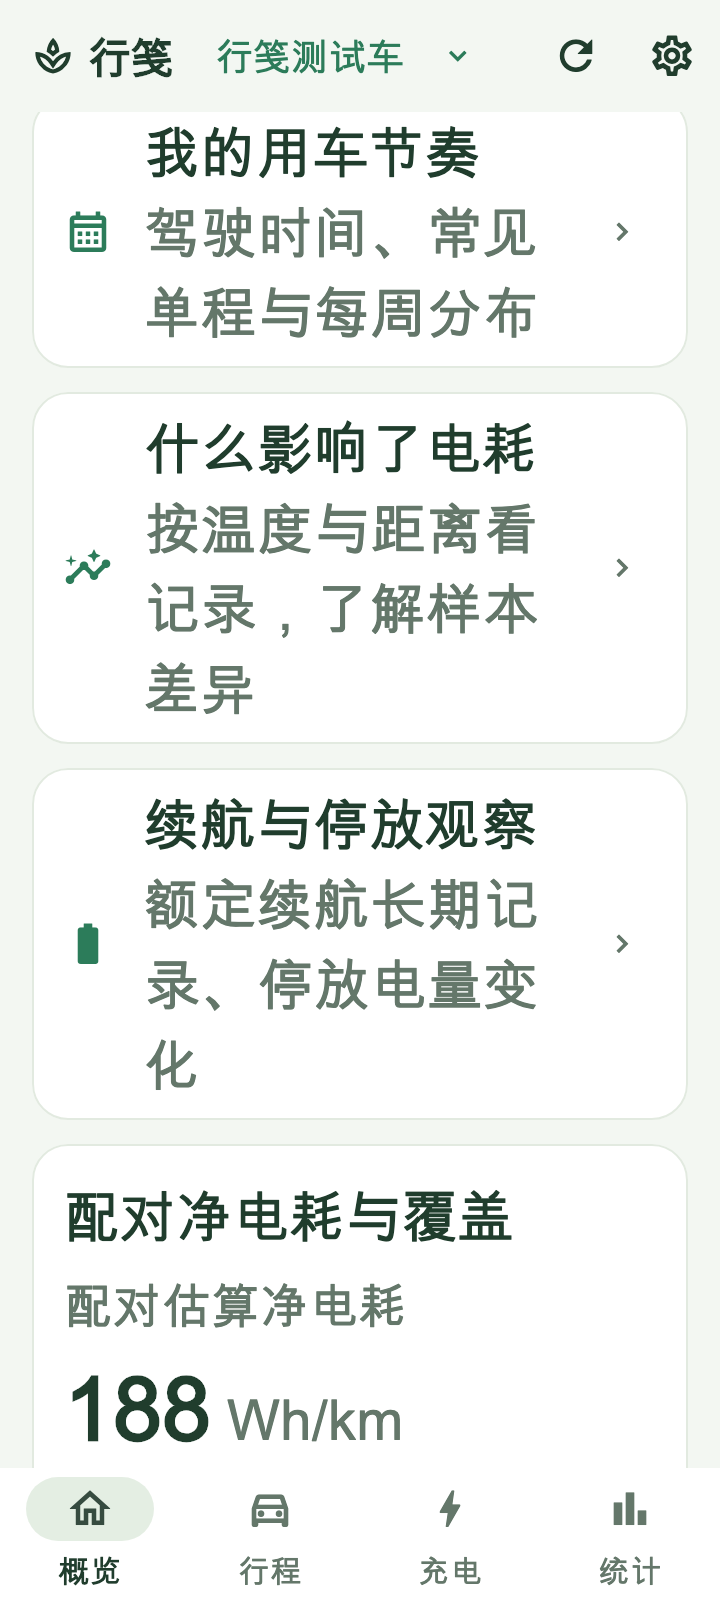 行笺 行笺测试车
我的用车节奏
驾驶时间、常见
单程与每周分布
什么影响了电耗
按温度与距离看
记录，了解样本
差异
续航与停放观察
额定续航长期记
录、停放电量变
化
配对净电耗与覆盖
配对估算净电耗
188 Wh/km
概览 行程 充电 统计